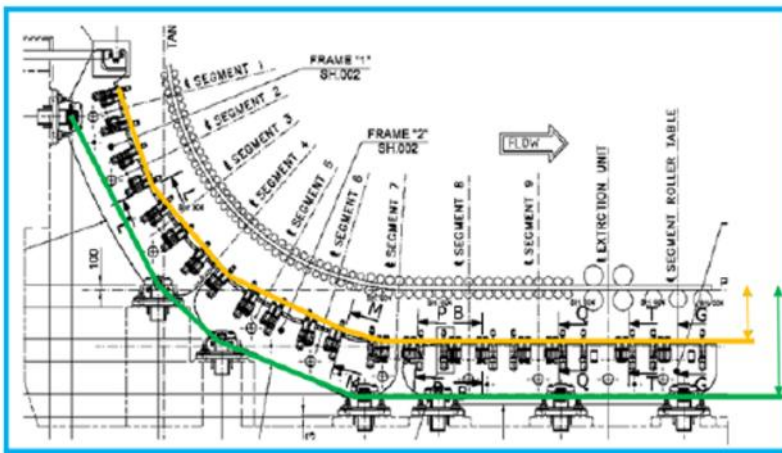 TAN
FRAME "1"
SH.002
℄ SEGMENT 1
℄ SEGMENT 2
℄ SEGMENT 3
℄ SEGMENT 4
℄ SEGMENT 5
℄ SEGMENT 6
FRAME "2"
SH.002
℄ SEGMENT 7
℄ SEGMENT 8
℄ SEGMENT 9
℄ EXTRCTION UNIT
℄ SEGMENT ROLLER TABLE
FLOW
100
L
M
P B
Q
T
G
M
Q
T
G